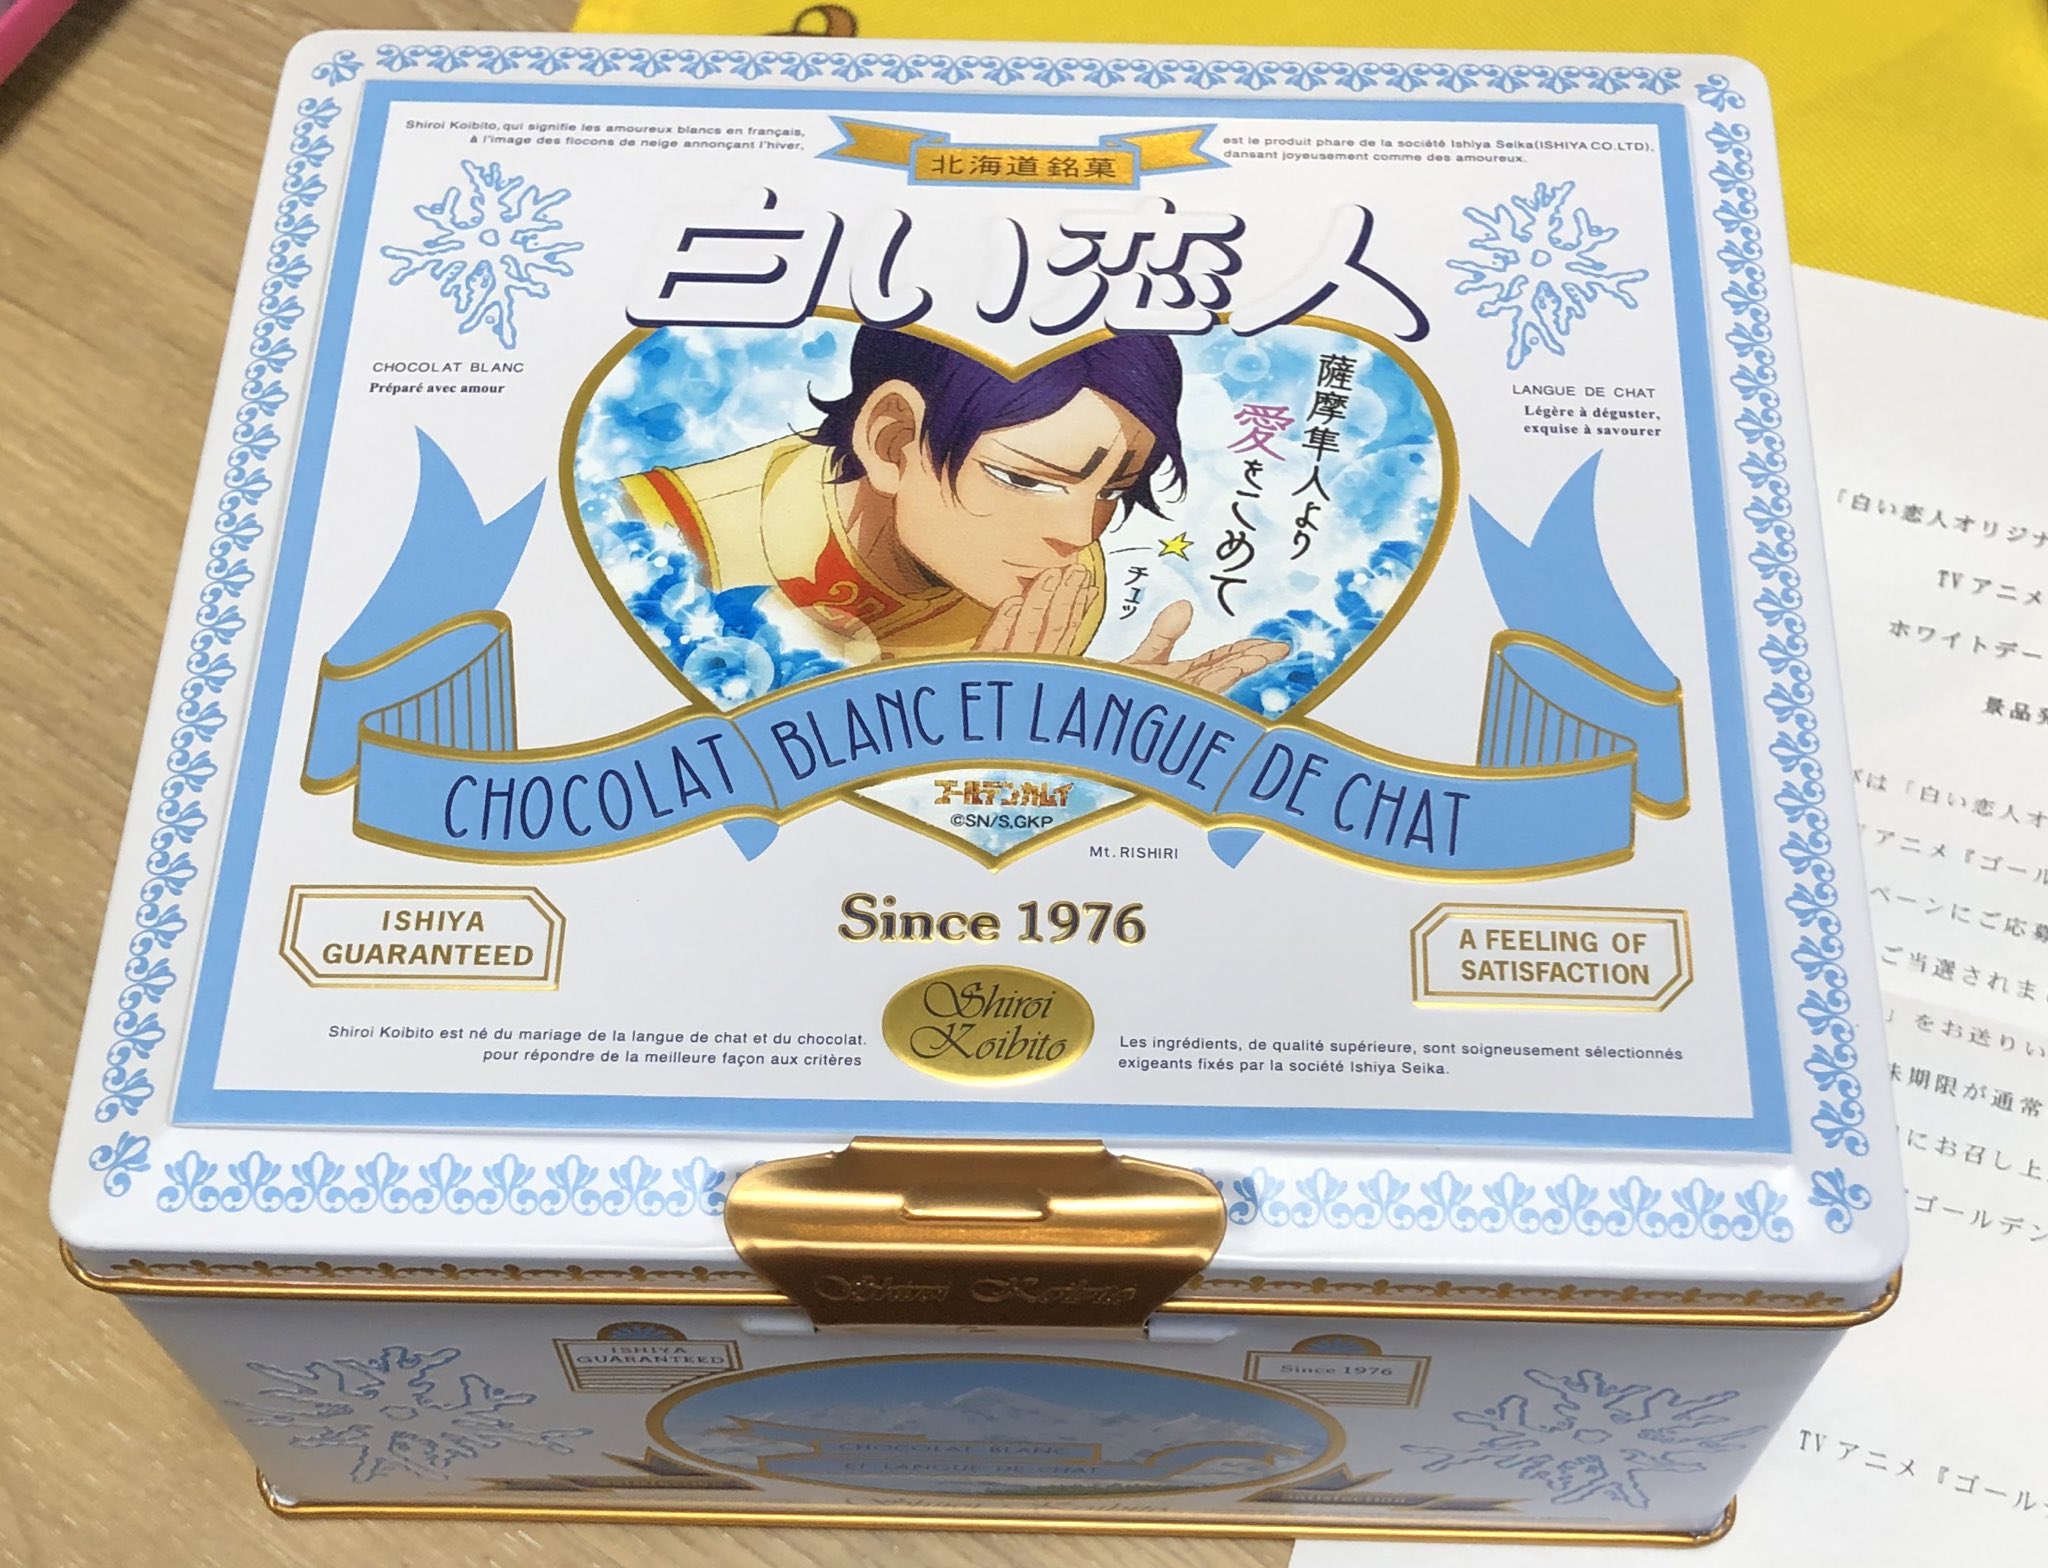 Shiroi Koibito, qui signifie les amoureux blancs en français,
à l'image des flocons de neige annonçant l'hiver,
北海道銘菓
est le produit phare de la société Ishiya Seika(ISHIYA CO.LTD),
dansant joyeusement comme des amoureux.
白い恋人
CHOCOLAT BLANC
Préparé avec amour
LANGUE DE CHAT
Légère à déguster,
exquise à savourer
薩摩隼人より
愛をこめて
チュッ
CHOCOLAT BLANC ET LANGUE DE CHAT
ゴールデンカムイ
©SN/S,GKP
Mt. RISHIRI
Since 1976
ISHIYA
GUARANTEED
A FEELING OF
SATISFACTION
Shiroi
Koibito
Shiroi Koibito est né du mariage de la langue de chat et du chocolat.
pour répondre de la meilleure façon aux critères
Les ingrédients, de qualité supérieure, sont soigneusement sélectionnés
exigeants fixés par la société Ishiya Seika.
Shiroi Koibito
ISHIYA
GUARANTEED
Since 1976
CHOCOLAT BLANC
ET LANGUE DE CHAT
「白い恋人オリジナ
TVアニメ
ホワイトデー
景品発
は「白い恋人オ
アニメ『ゴール
ペーンにご応募
ご当選されま
」をお送りい
味期限が通常
にお召し上
ゴールデン
TVアニメ『ゴール